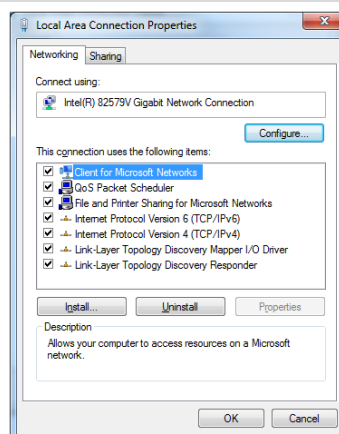 Local Area Connection Properties
Networking Sharing
Connect using:
Intel(R) 82579V Gigabit Network Connection
Configure...
This connection uses the following items:
Client for Microsoft Networks
QoS Packet Scheduler
File and Printer Sharing for Microsoft Networks
Internet Protocol Version 6 (TCP/IPv6)
Internet Protocol Version 4 (TCP/IPv4)
Link-Layer Topology Discovery Mapper I/O Driver
Link-Layer Topology Discovery Responder
Install... Uninstall Properties
Description
Allows your computer to access resources on a Microsoft
network.
OK Cancel